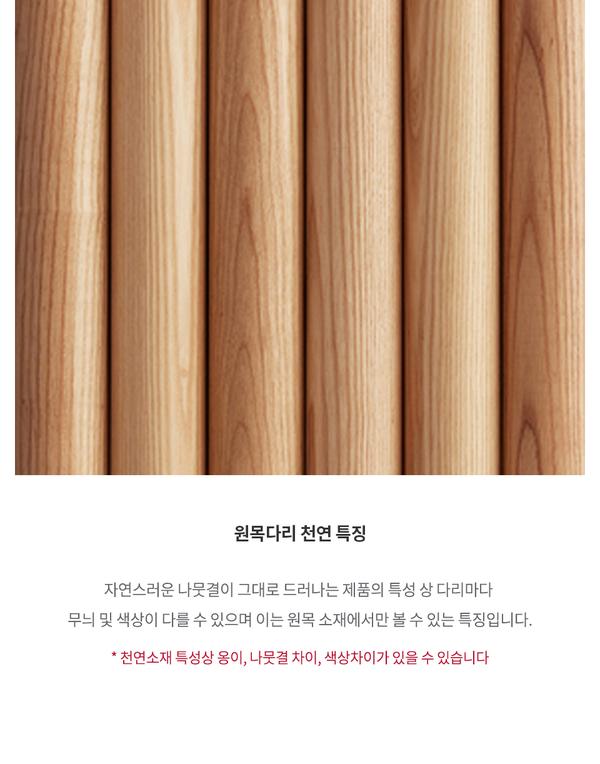 원목다리 천연 특징
자연스러운 나뭇결이 그대로 드러나는 제품의 특성 상 다리마다
무늬 및 색상이 다를 수 있으며 이는 원목 소재에서만 볼 수 있는 특징입니다.
* 천연소재 특성상 옹이, 나뭇결 차이, 색상차이가 있을 수 있습니다